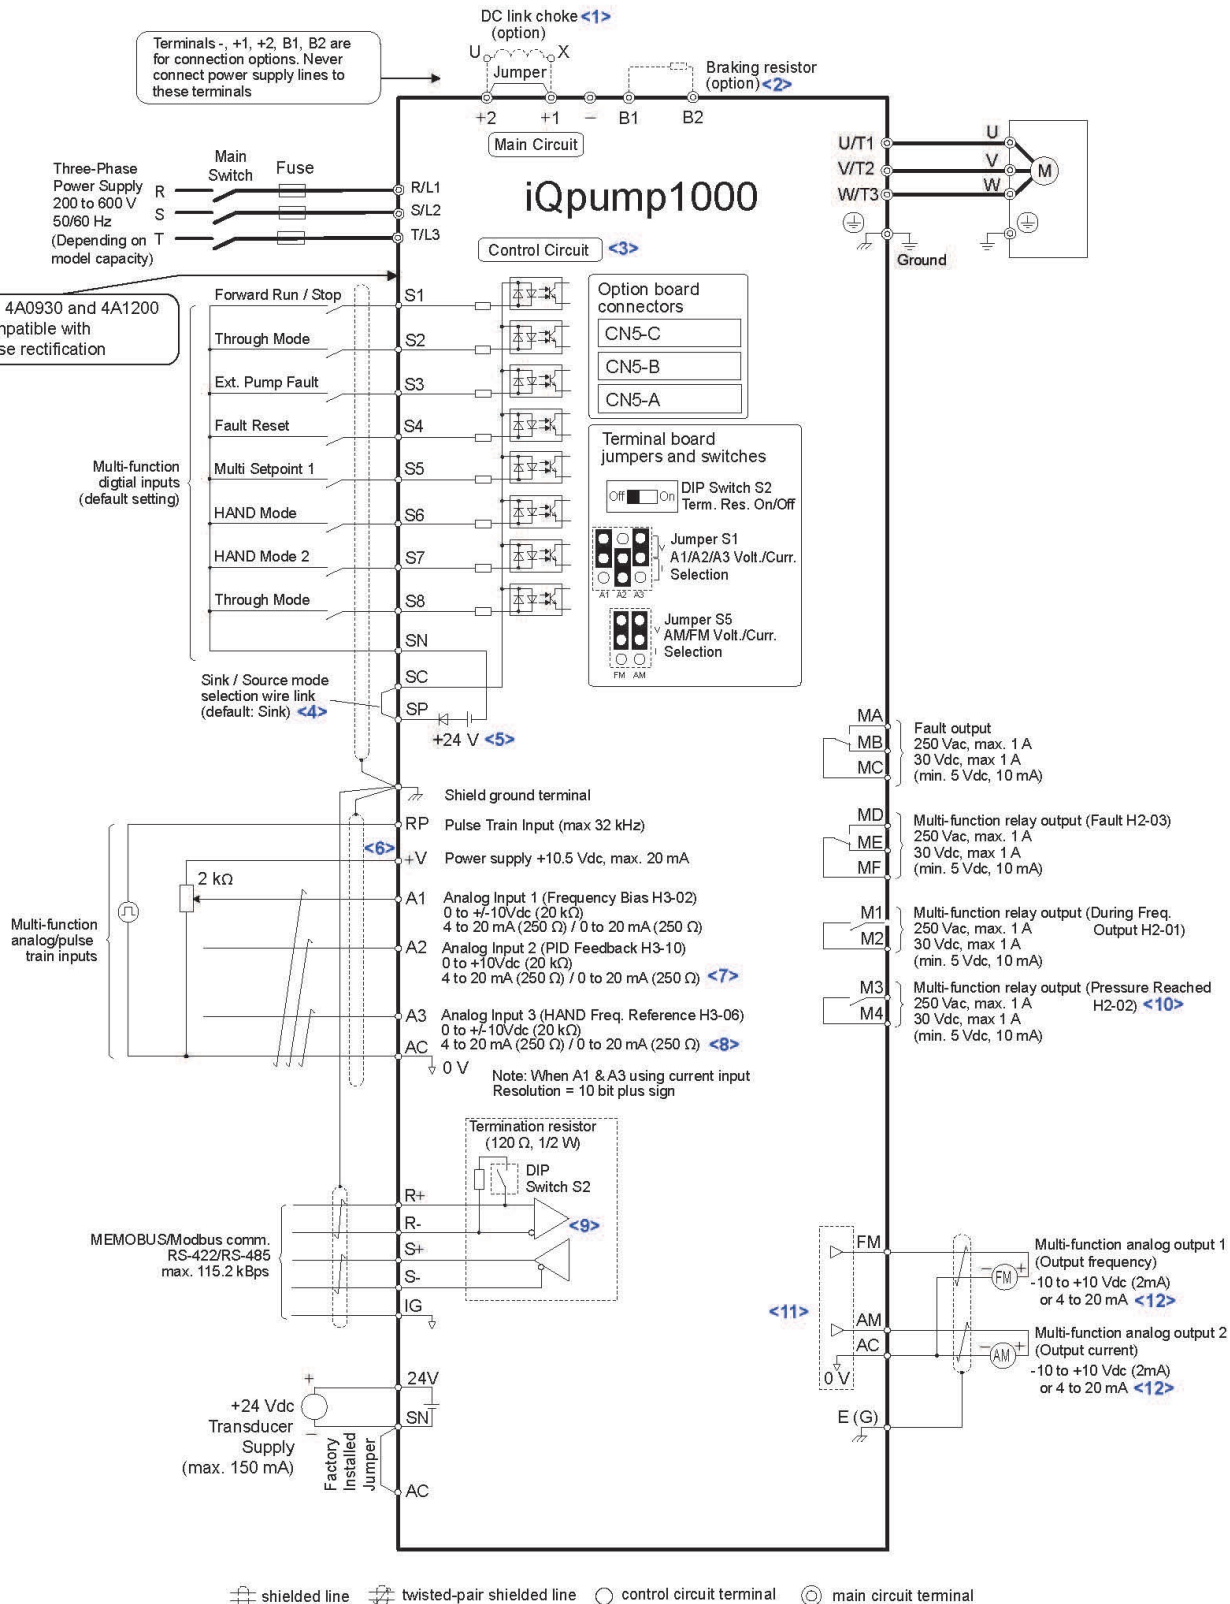 DC link choke <1>
(option)
U X
Jumper
Terminals -, +1, +2, B1, B2 are
for connection options. Never
connect power supply lines to
these terminals
Braking resistor
(option) <2>
+2 +1 – B1 B2
Main Circuit
iQpump1000
Three-Phase
Power Supply
200 to 600 V
50/60 Hz
(Depending on
model capacity)
R
S
T
Main
Switch
Fuse
R/L1
S/L2
T/L3
U/T1
V/T2
W/T3
U
V
W
M
Ground
Control Circuit <3>
4A0930 and 4A1200
mpatible with
se rectification
Multi-function
digtial inputs
(default setting)
Forward Run / Stop S1
Through Mode S2
Ext. Pump Fault S3
Fault Reset S4
Multi Setpoint 1 S5
HAND Mode S6
HAND Mode 2 S7
Through Mode S8
SN
SC
SP
Option board
connectors
CN5-C
CN5-B
CN5-A
Terminal board
jumpers and switches
Off On
DIP Switch S2
Term. Res. On/Off
Jumper S1
A1/A2/A3 Volt./Curr.
Selection
V
I
A1 A2 A3
Jumper S5
AM/FM Volt./Curr.
Selection
V
I
FM AM
Sink / Source mode
selection wire link
(default: Sink) <4>
+24 V <5>
MA
MB
MC
Fault output
250 Vac, max. 1 A
30 Vdc, max 1 A
(min. 5 Vdc, 10 mA)
MD
ME
MF
Multi-function relay output (Fault H2-03)
250 Vac, max. 1 A
30 Vdc, max 1 A
(min. 5 Vdc, 10 mA)
M1
M2
Multi-function relay output (During Freq.
Output H2-01)
250 Vac, max. 1 A
30 Vdc, max 1 A
(min. 5 Vdc, 10 mA)
M3
M4
Multi-function relay output (Pressure Reached
H2-02) <10>
250 Vac, max. 1 A
30 Vdc, max 1 A
(min. 5 Vdc, 10 mA)
Shield ground terminal
Multi-function
analog/pulse
train inputs
2 kΩ
<6>
RP Pulse Train Input (max 32 kHz)
+V Power supply +10.5 Vdc, max. 20 mA
A1 Analog Input 1 (Frequency Bias H3-02)
0 to +/-10Vdc (20 kΩ)
4 to 20 mA (250 Ω) / 0 to 20 mA (250 Ω)
A2 Analog Input 2 (PID Feedback H3-10)
0 to +10Vdc (20 kΩ)
4 to 20 mA (250 Ω) / 0 to 20 mA (250 Ω) <7>
A3 Analog Input 3 (HAND Freq. Reference H3-06)
0 to +/-10Vdc (20 kΩ)
4 to 20 mA (250 Ω) / 0 to 20 mA (250 Ω) <8>
AC
0 V
Note: When A1 & A3 using current input
Resolution = 10 bit plus sign
Termination resistor
(120 Ω, 1/2 W)
DIP
Switch S2
<9>
MEMOBUS/Modbus comm.
RS-422/RS-485
max. 115.2 kBps
R+
R-
S+
S-
IG
<11>
FM
AM
AC
0 V
E (G)
– FM +
– AM +
Multi-function analog output 1
(Output frequency)
-10 to +10 Vdc (2mA)
or 4 to 20 mA <12>
Multi-function analog output 2
(Output current)
-10 to +10 Vdc (2mA)
or 4 to 20 mA <12>
+
–
+24 Vdc
Transducer
Supply
(max. 150 mA)
24V
SN
AC
Factory
Installed
Jumper
shielded line twisted-pair shielded line control circuit terminal main circuit terminal